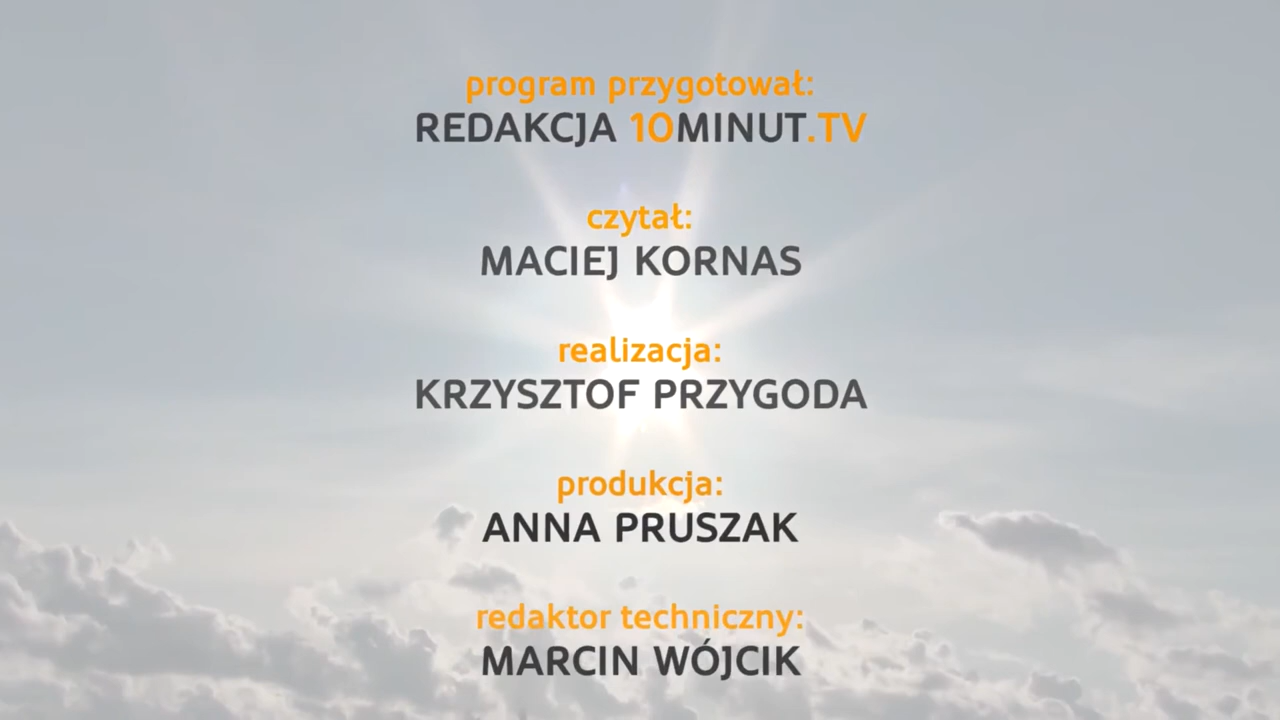 program przygotował:
REDAKCJA 10MINUT.TV
czytał:
MACIEJ KORNAS
realizacja:
KRZYSZTOF PRZYGODA
produkcja:
ANNA PRUSZAK
redaktor techniczny:
MARCIN WÓJCIK